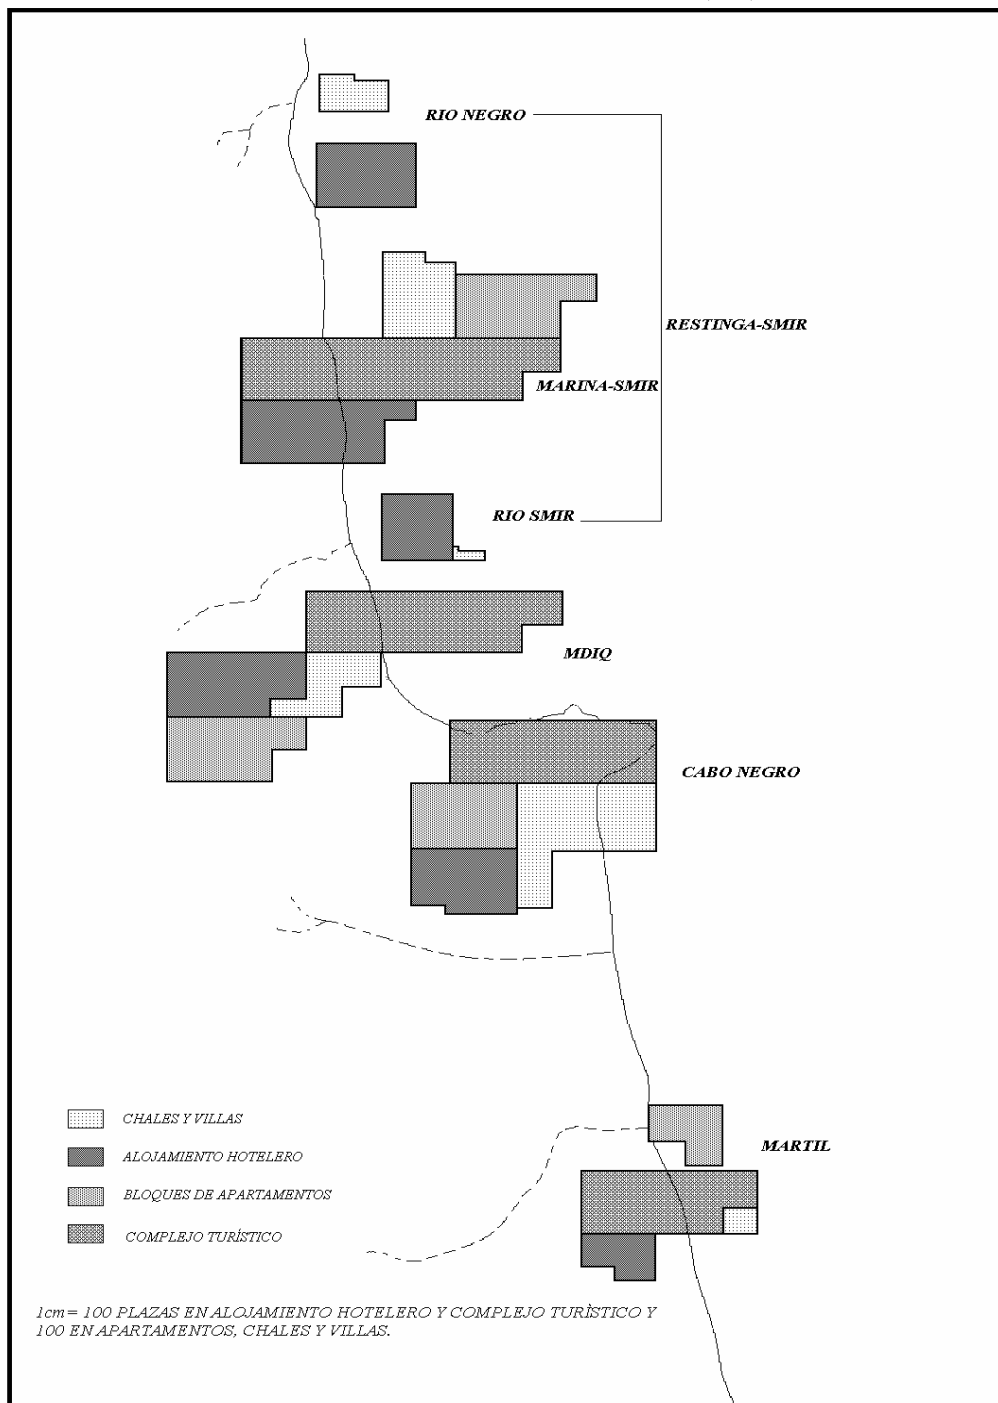 RIO NEGRO
RESTINGA-SMIR
MARINA-SMIR
RIO SMIR
MDIQ
CABO NEGRO
CHALES Y VILLAS
ALOJAMIENTO HOTELERO
BLOQUES DE APARTAMENTOS
COMPLEJO TURÍSTICO
MARTIL
1cm= 100 PLAZAS EN ALOJAMIENTO HOTELERO Y COMPLEJO TURÌSTICO Y
100 EN APARTAMENTOS, CHALES Y VILLAS.